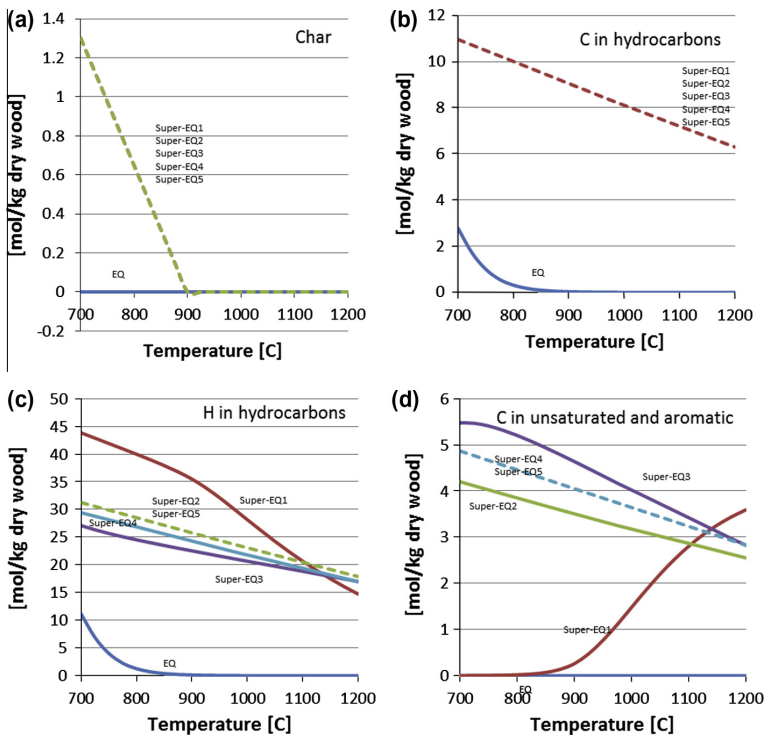 (a)
Char
[mol/kg dry wood]
1.4
1.2
1
0.8
0.6
0.4
0.2
0
-0.2
Super-EQ1
Super-EQ2
Super-EQ3
Super-EQ4
Super-EQ5
EQ
700 800 900 1000 1100 1200
Temperature [C]
(b)
C in hydrocarbons
[mol/kg dry wood]
12
10
8
6
4
2
0
Super-EQ1
Super-EQ2
Super-EQ3
Super-EQ4
Super-EQ5
EQ
700 800 900 1000 1100 1200
Temperature [C]
(c)
H in hydrocarbons
[mol/kg dry wood]
50
45
40
35
30
25
20
15
10
5
0
Super-EQ2
Super-EQ5
Super-EQ1
Super-EQ4
Super-EQ3
EQ
700 800 900 1000 1100 1200
Temperature [C]
(d)
C in unsaturated and aromatic
[mol/kg dry wood]
6
5
4
3
2
1
0
Super-EQ4
Super-EQ5
Super-EQ3
Super-EQ2
Super-EQ1
EQ
700 800 900 1000 1100 1200
Temperature [C]